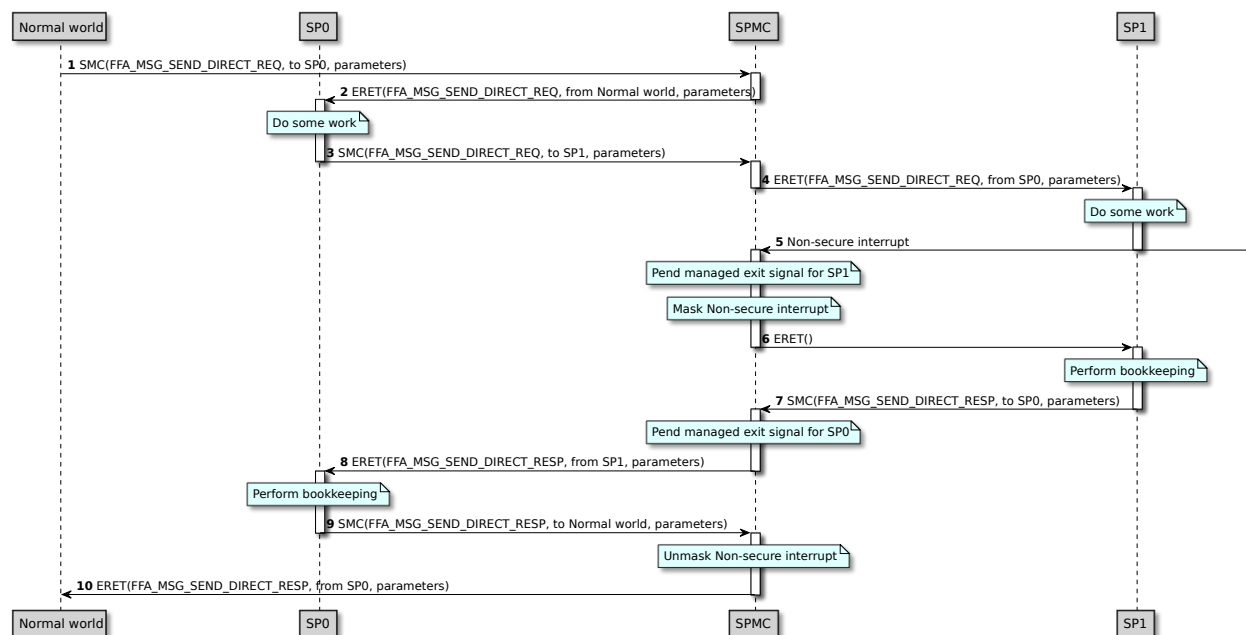 Normal world
SP0
SPMC
SP1
1 SMC(FFA_MSG_SEND_DIRECT_REQ, to SP0, parameters)
2 ERET(FFA_MSG_SEND_DIRECT_REQ, from Normal world, parameters)
Do some work
3 SMC(FFA_MSG_SEND_DIRECT_REQ, to SP1, parameters)
4 ERET(FFA_MSG_SEND_DIRECT_REQ, from SP0, parameters)
Do some work
5 Non-secure interrupt
Pend managed exit signal for SP1
Mask Non-secure interrupt
6 ERET()
Perform bookkeeping
7 SMC(FFA_MSG_SEND_DIRECT_RESP, to SP0, parameters)
Pend managed exit signal for SP0
8 ERET(FFA_MSG_SEND_DIRECT_RESP, from SP1, parameters)
Perform bookkeeping
9 SMC(FFA_MSG_SEND_DIRECT_RESP, to Normal world, parameters)
Unmask Non-secure interrupt
10 ERET(FFA_MSG_SEND_DIRECT_RESP, from SP0, parameters)
Normal world
SP0
SPMC
SP1